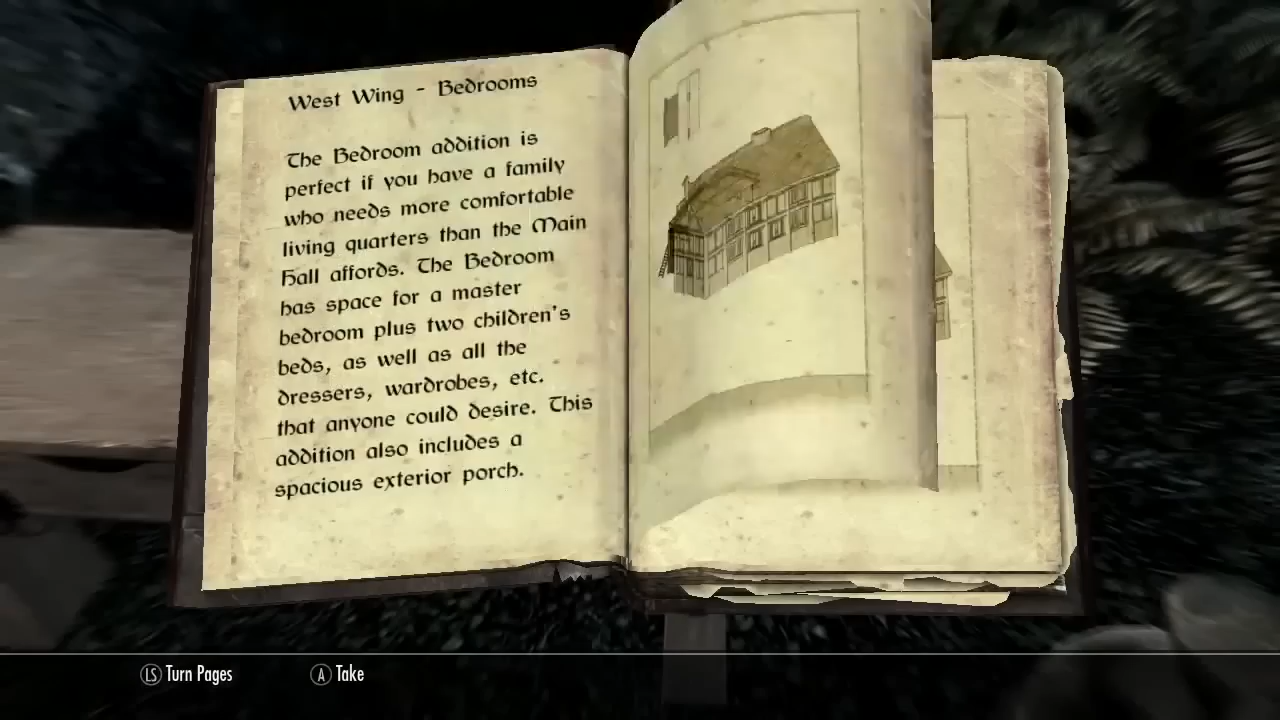 West Wing - Bedrooms
The Bedroom addition is
perfect if you have a family
who needs more comfortable
living quarters than the Main
Hall affords. The Bedroom
has space for a master
bedroom plus two children's
beds, as well as all the
dressers, wardrobes, etc.
that anyone could desire. This
addition also includes a
spacious exterior porch.
LS Turn Pages
A Take